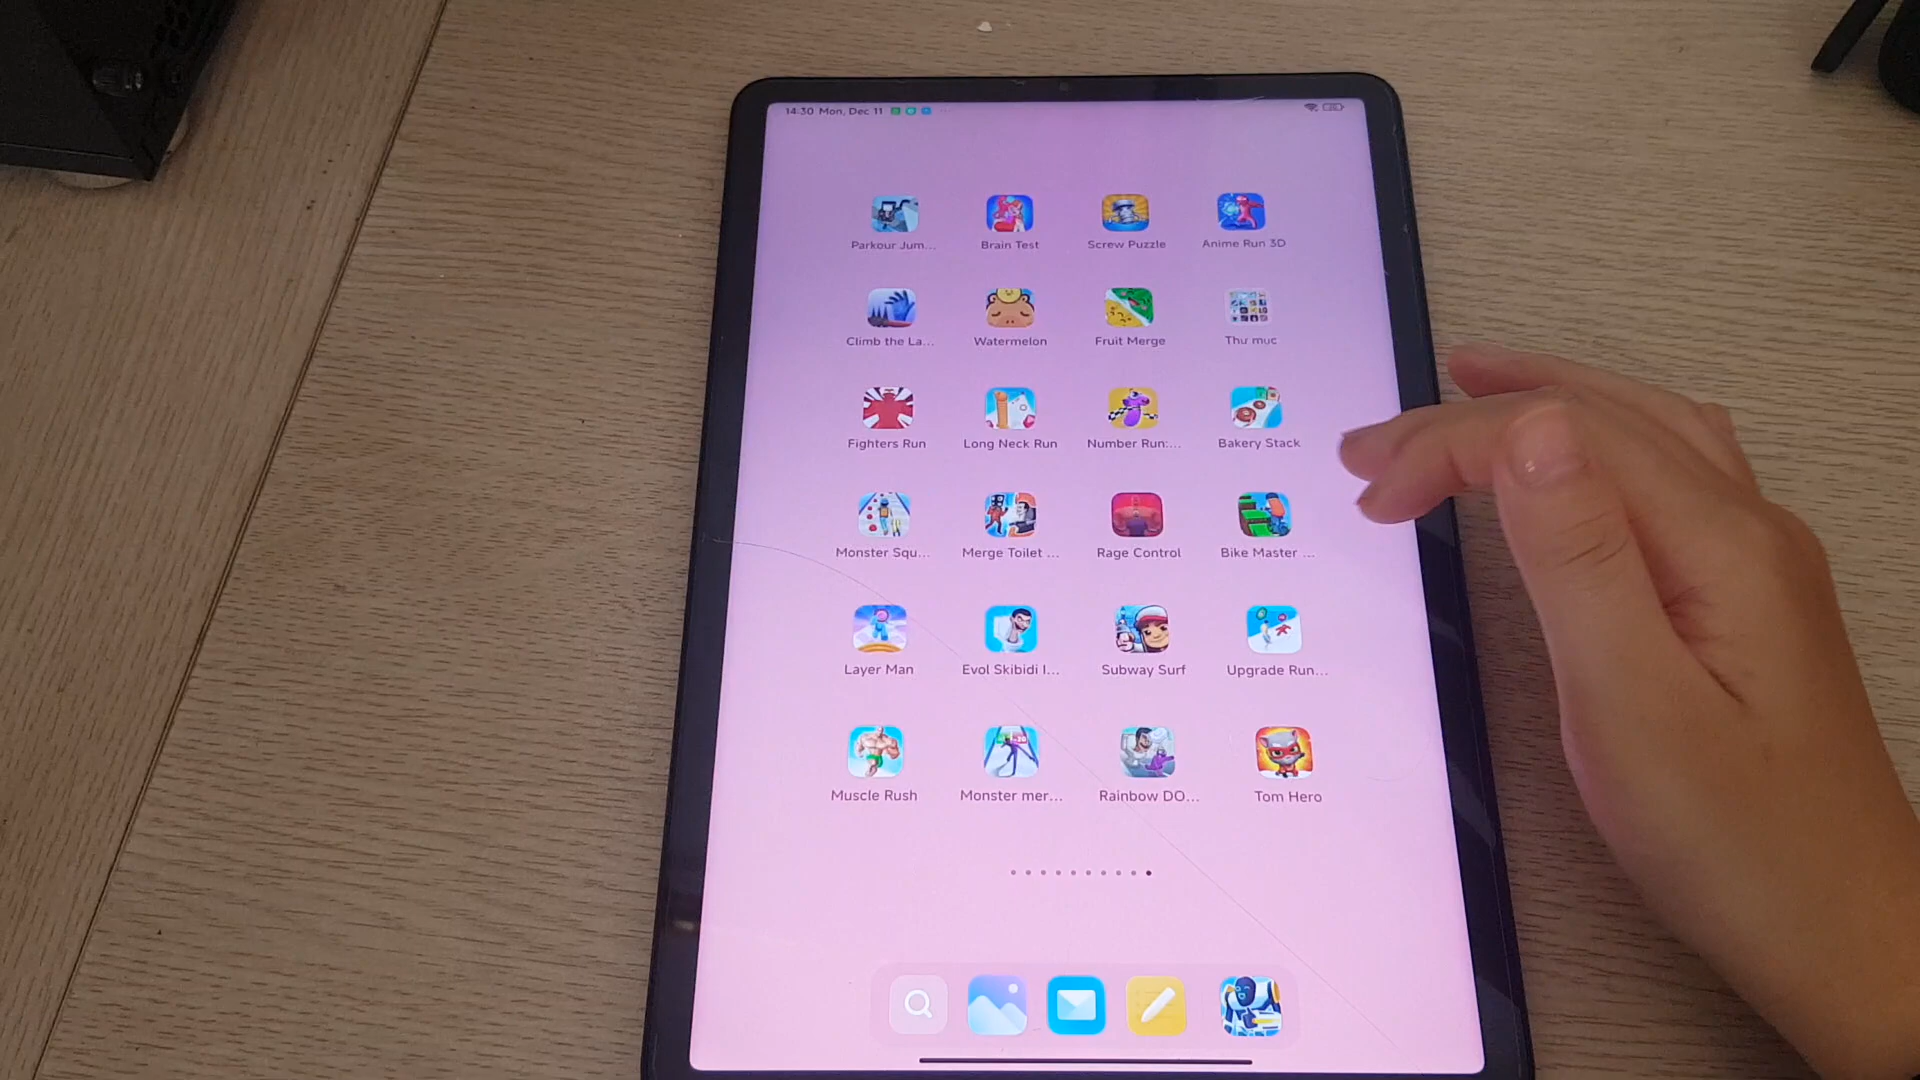 14:30 Mon, Dec 11
Parkour Jum... Brain Test Screw Puzzle Anime Run 3D
Climb the La... Watermelon Fruit Merge Thư mục
Fighters Run Long Neck Run Number Run:... Bakery Stack
Monster Squ... Merge Toilet ... Rage Control Bike Master ...
Layer Man Evol Skibidi I... Subway Surf Upgrade Run...
Muscle Rush Monster mer... Rainbow DO... Tom Hero